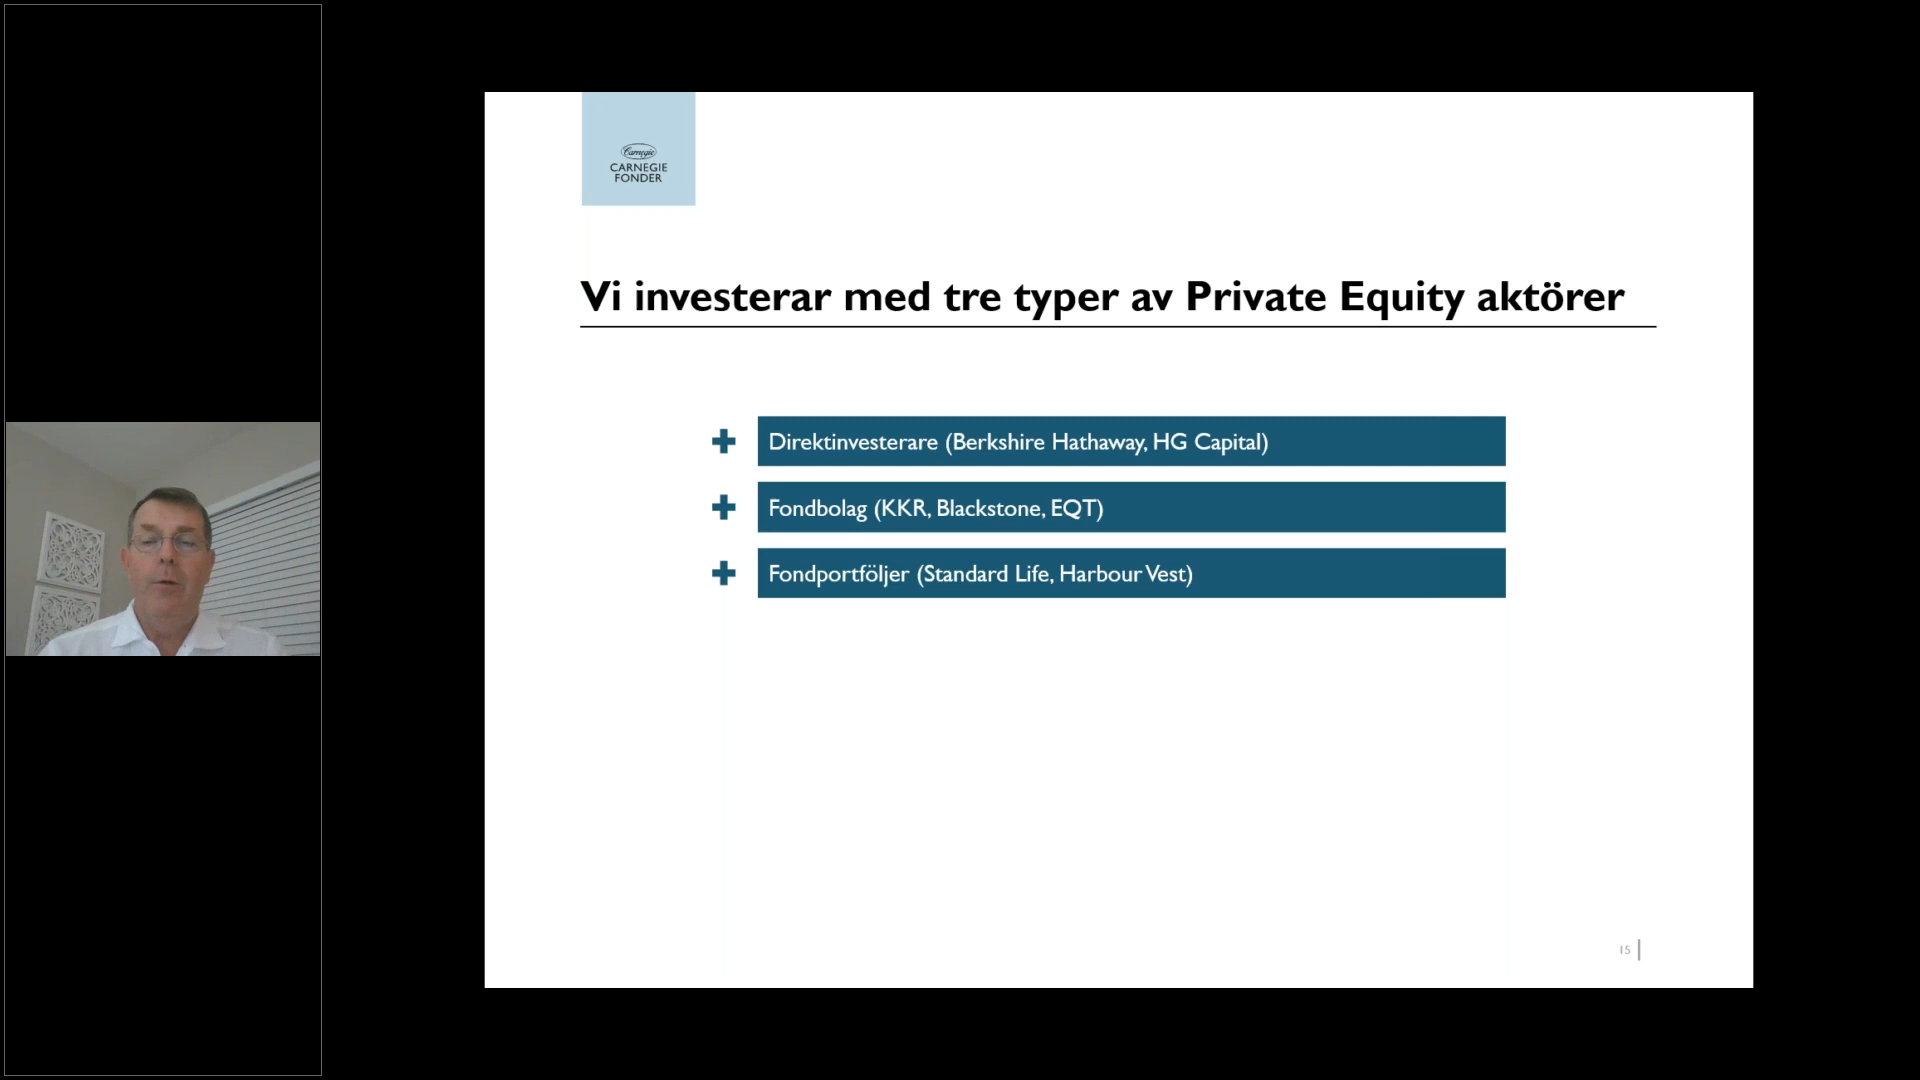 Carnegie
CARNEGIE
FONDER
Vi investerar med tre typer av Private Equity aktörer
Direktinvesterare (Berkshire Hathaway, HG Capital)
Fondbolag (KKR, Blackstone, EQT)
Fondportföljer (Standard Life, Harbour Vest)
15